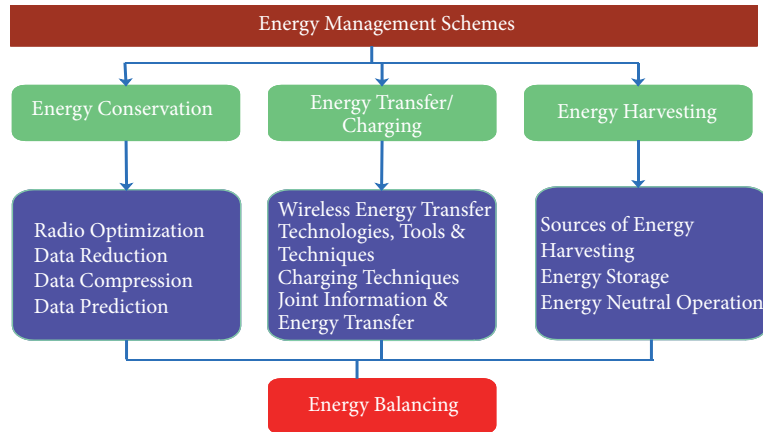 Energy Management Schemes
Energy Conservation
Energy Transfer/
Charging
Energy Harvesting
Radio Optimization
Data Reduction
Data Compression
Data Prediction
Wireless Energy Transfer
Technologies, Tools &
Techniques
Charging Techniques
Joint Information &
Energy Transfer
Sources of Energy
Harvesting
Energy Storage
Energy Neutral Operation
Energy Balancing